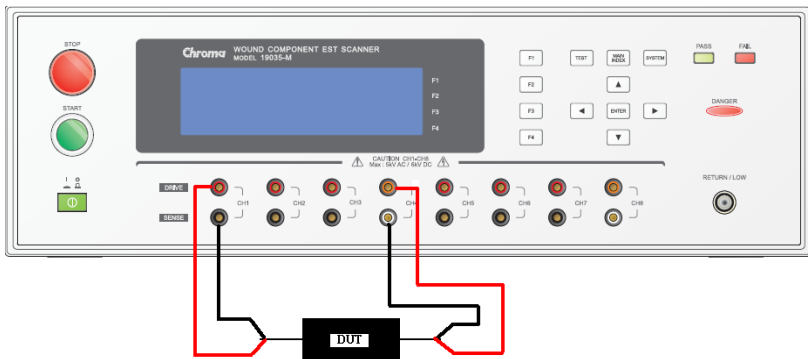 STOP
START
I O
Chroma WOUND COMPONENT EST SCANNER
MODEL 19035-M
F1
F2
F3
F4
F1 TEST MAIN INDEX SYSTEM
F2
F3 ENTER
F4
PASS FAIL
DANGER
CAUTION CH1~CH8
Max : 5kV AC / 6kV DC
RETURN / LOW
DRIVE
CH1 CH2 CH3 CH4 CH5 CH6 CH7 CH8
SENSE
DUT